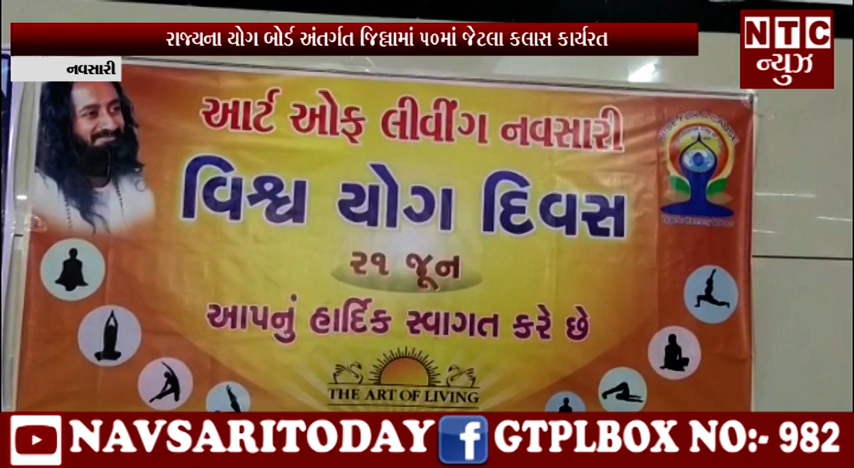 રાજ્યના યોગ બોર્ડ અંતર્ગત જિલ્લામાં ૫૦માં જેટલા કલાસ કાર્યરત
NTC
ન્યુઝ
નવસારી
આર્ટ ઓફ લીવીંગ નવસારી
વિશ્વ યોગ દિવસ
૨૧ જૂન
આપનું હાર્દિક સ્વાગત કરે છે
THE ART OF LIVING
NAVSARITODAY f GTPLBOX NO:- 982